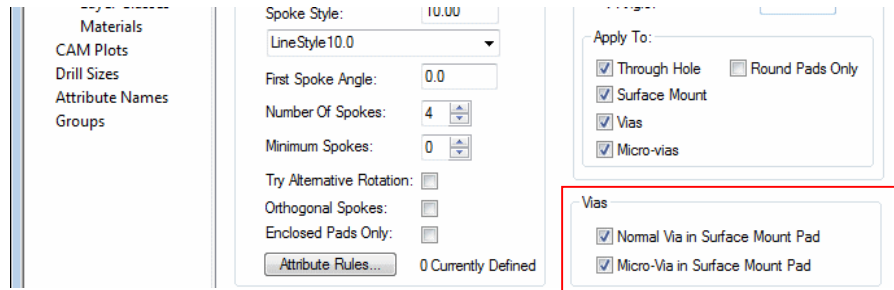 Materials
CAM Plots
Drill Sizes
Attribute Names
Groups
Spoke Style:
10.00
LineStyle10.0
First Spoke Angle: 0.0
Number Of Spokes: 4
Minimum Spokes: 0
Try Alternative Rotation:
Orthogonal Spokes:
Enclosed Pads Only:
Attribute Rules... 0 Currently Defined
Apply To:
Through Hole Round Pads Only
Surface Mount
Vias
Micro-vias
Vias
Normal Via in Surface Mount Pad
Micro-Via in Surface Mount Pad